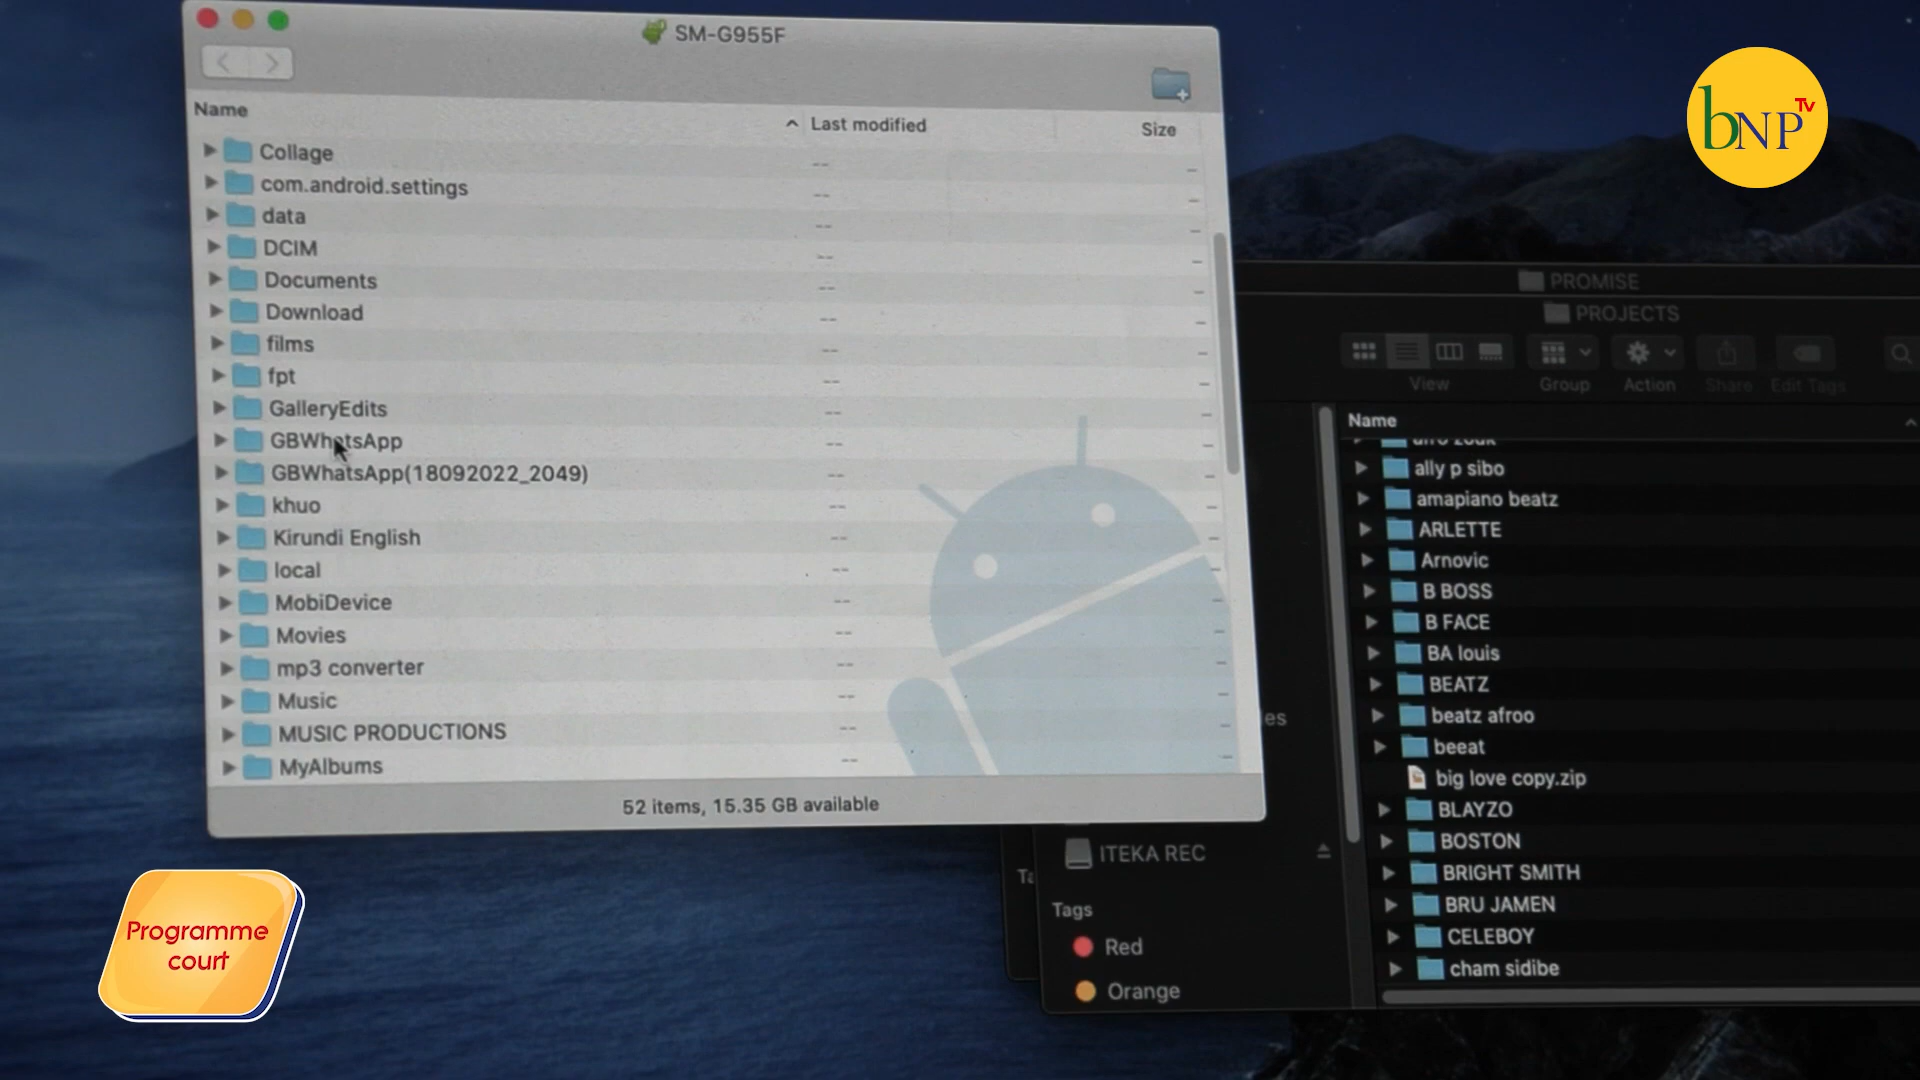 SM-G955F
Name
Last modified
Size
Collage
com.android.settings
data
DCIM
Documents
Download
films
fpt
GalleryEdits
GBWhatsApp
GBWhatsApp(18092022_2049)
khuo
Kirundi English
local
MobiDevice
Movies
mp3 converter
Music
MUSIC PRODUCTIONS
MyAlbums
52 items, 15.35 GB available
bNP Tv
PROMISE
PROJECTS
View
Group
Action
Share
Edit Tags
Name
ally p sibo
amapiano beatz
ARLETTE
Arnovic
B BOSS
B FACE
BA louis
BEATZ
beatz afroo
beeat
big love copy.zip
BLAYZO
BOSTON
BRIGHT SMITH
BRU JAMEN
CELEBOY
cham sidibe
ITEKA REC
Tags
Red
Orange
Programme
court